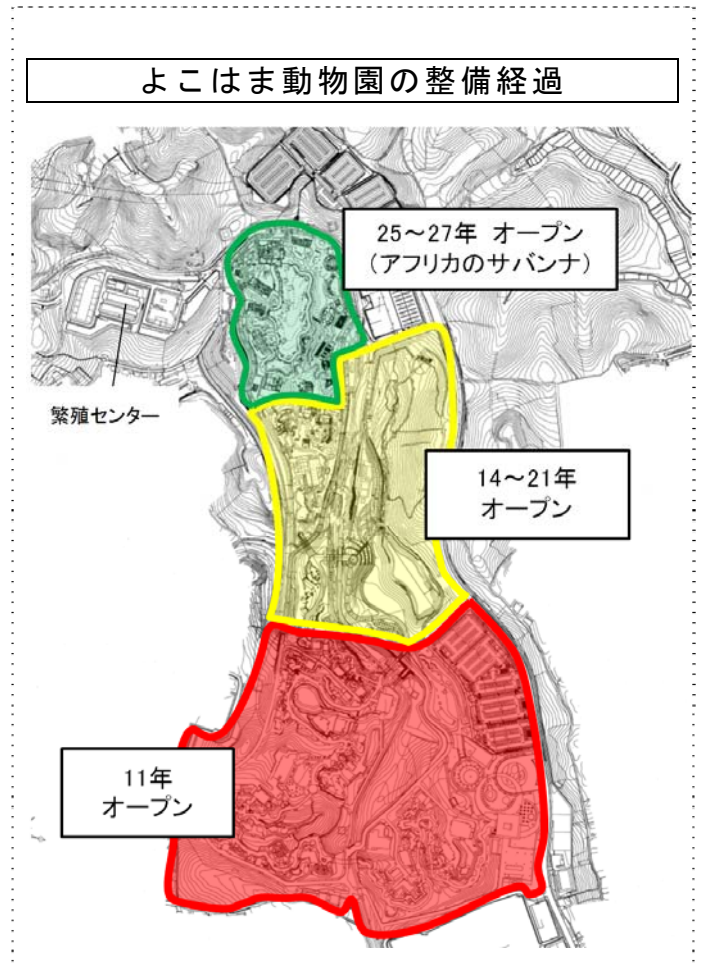 よこはま動物園の整備経過
25～27年 オープン
（アフリカのサバンナ）
繁殖センター
14～21年
オープン
11年
オープン